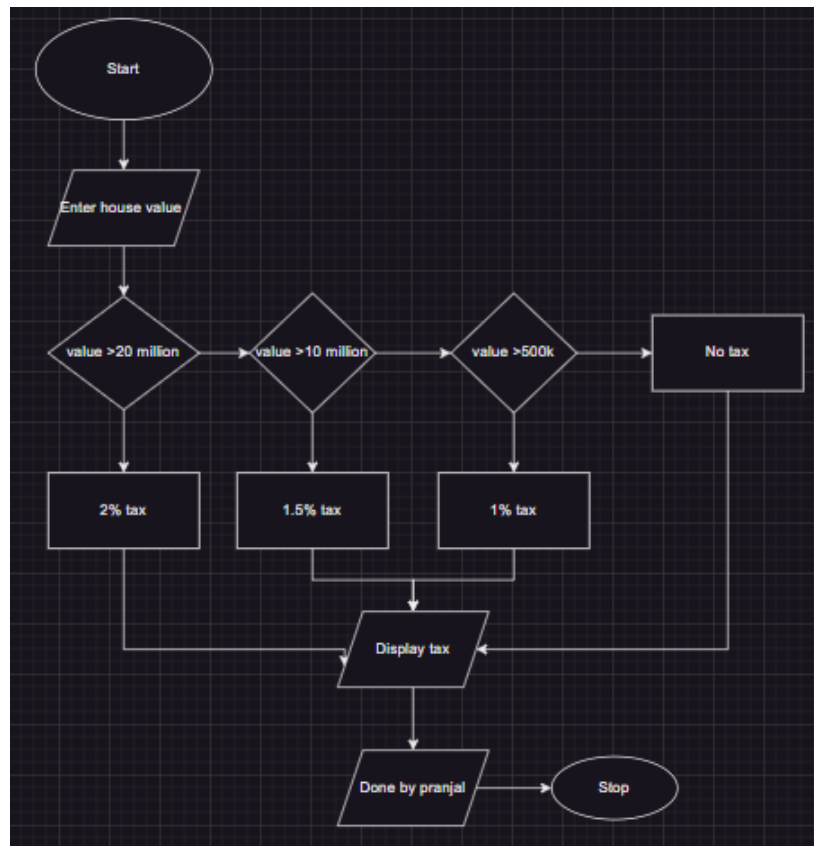 Start
Enter house value
value >20 million
value >10 million
value >500k
No tax
2% tax
1.5% tax
1% tax
Display tax
Done by pranjal
Stop